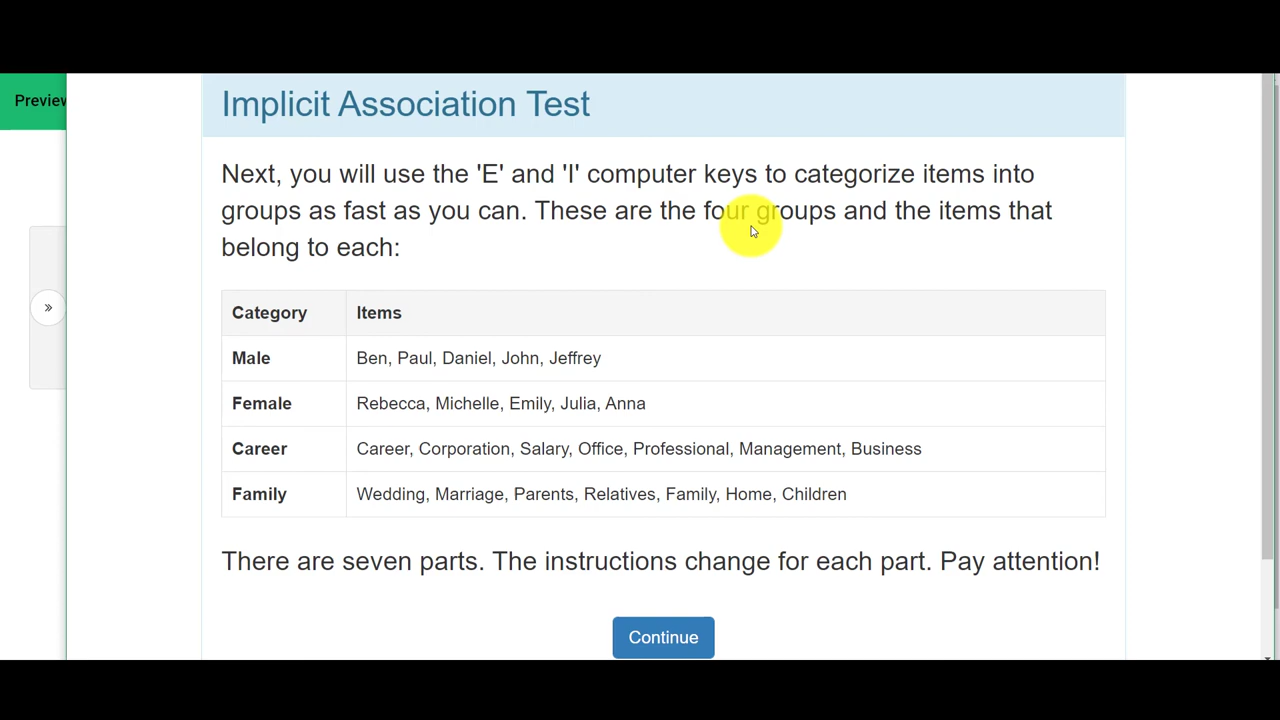 Implicit Association Test
Preview
Next, you will use the 'E' and 'I' computer keys to categorize items into
groups as fast as you can. These are the four groups and the items that
belong to each:
Category Items
Male Ben, Paul, Daniel, John, Jeffrey
Female Rebecca, Michelle, Emily, Julia, Anna
Career Career, Corporation, Salary, Office, Professional, Management, Business
Family Wedding, Marriage, Parents, Relatives, Family, Home, Children
There are seven parts. The instructions change for each part. Pay attention!
Continue